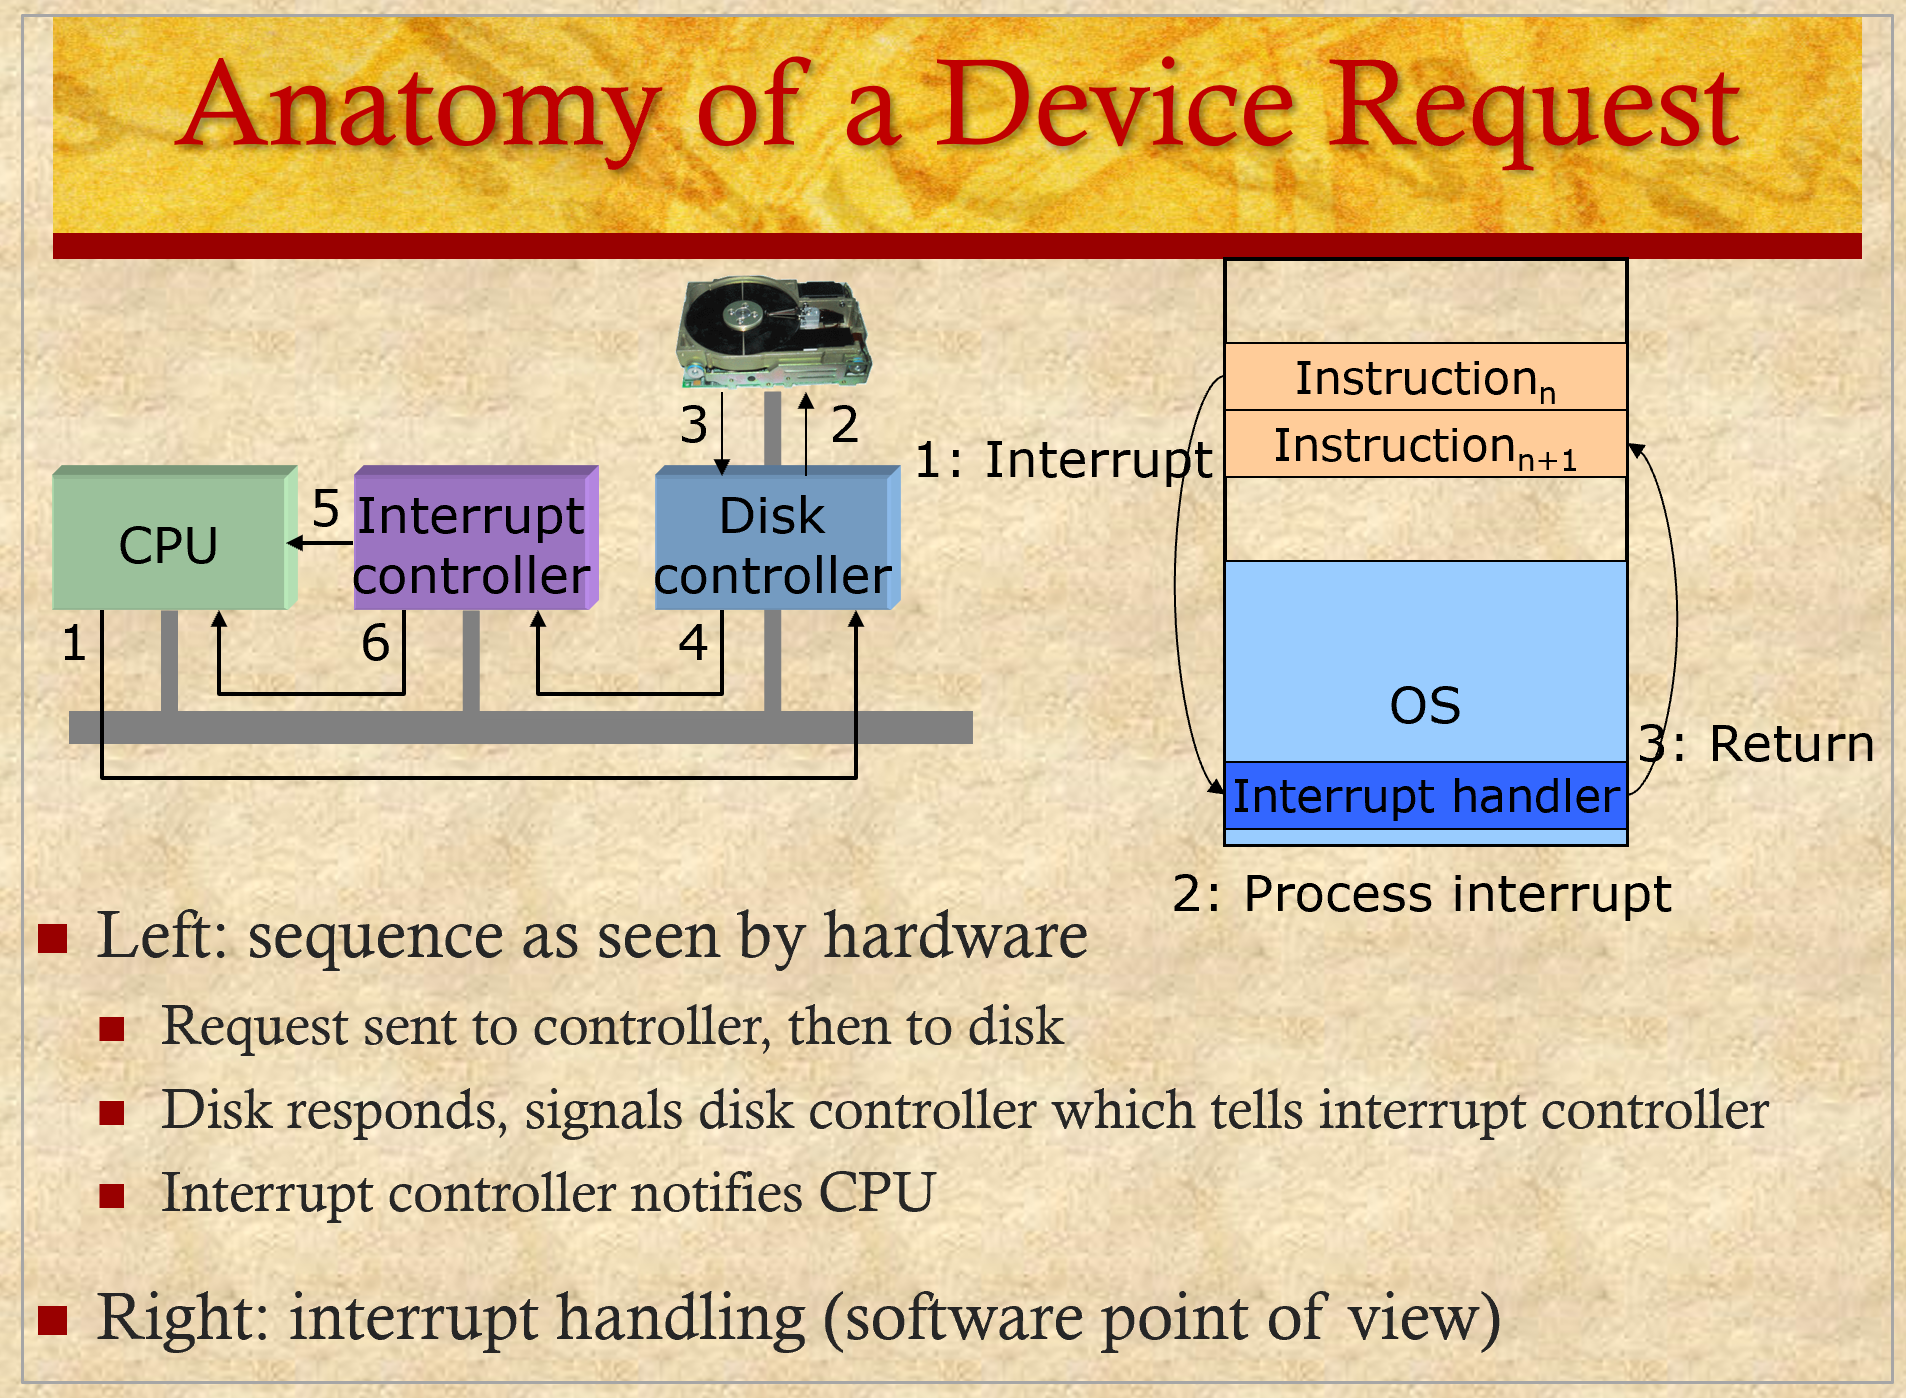 Anatomy of a Device Request
3
2
CPU
5
Interrupt
controller
Disk
controller
1
6
4
1: Interrupt
Instructionn
Instructionn+1
OS
Interrupt handler
3: Return
2: Process interrupt
Left: sequence as seen by hardware
Request sent to controller, then to disk
Disk responds, signals disk controller which tells interrupt controller
Interrupt controller notifies CPU
Right: interrupt handling (software point of view)